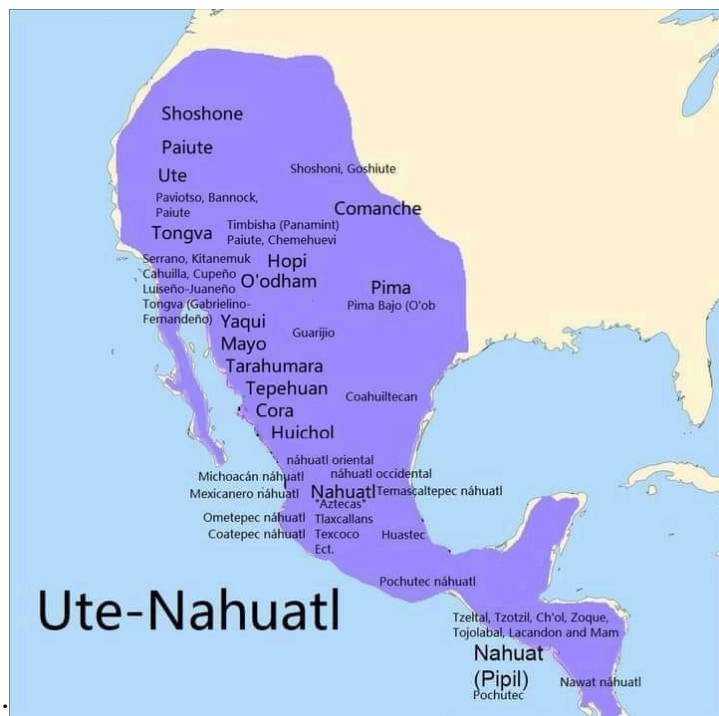 Shoshone
Paiute
Ute
Shoshoni, Goshiute
Paviotso, Bannock,
Paiute
Comanche
Tongva
Timbisha (Panamint)
Paiute, Chemehuevi
Serrano, Kitanemuk
Cahuilla, Cupeño
Luiseño-Juaneño
Tongva (Gabrielino-
Fernandeño)
Hopi
O'odham
Pima
Pima Bajo (O'ob
Yaqui
Mayo
Guarijio
Tarahumara
Tepehuan
Cora
Huichol
Coahuiltecan
náhuatl oriental
Michoacán náhuatl
náhuatl occidental
Mexicanero náhuatl
Nahuatl
Temascaltepec náhuatl
"Aztecas"
Ometepec náhuatl
Tlaxcallans
Coatepec náhuatl
Texcoco
Huastec
Ect.
Pochutec náhuatl
Ute-Nahuatl
Tzeltal, Tzotzil, Ch'ol, Zoque,
Tojolabal, Lacandon and Mam
Nahuat
(Pipil)
Pochutec
Nawat náhuatl
.